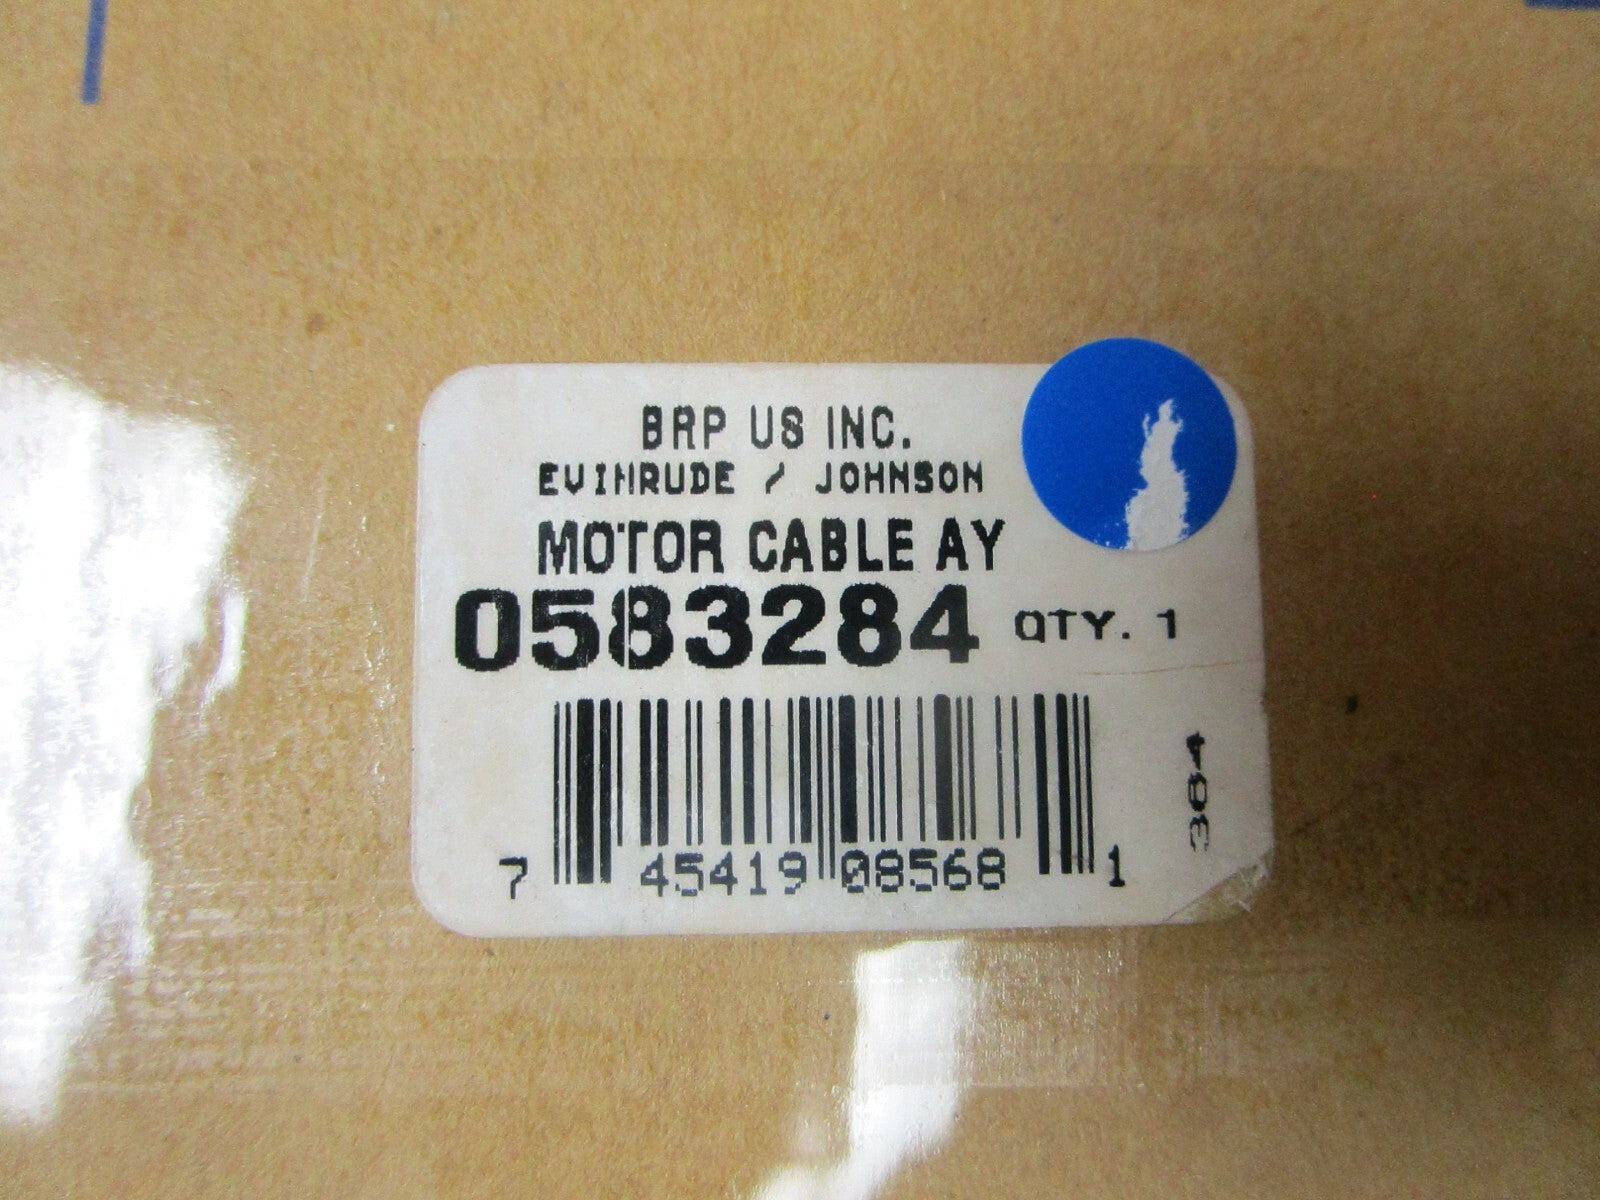 BRP US INC.
EVINRUDE / JOHNSON
MOTOR CABLE AY
0583284 QTY. 1
7 45419 08568 1
384